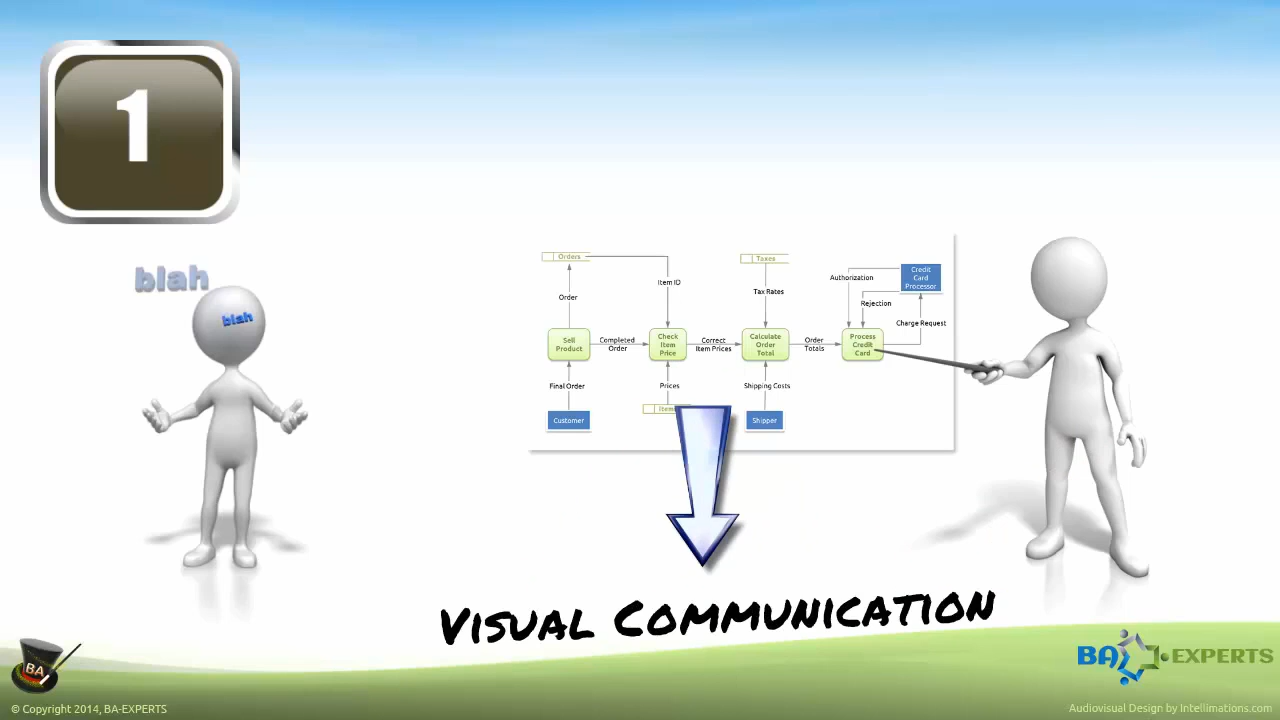 1
blah
blah
Orders
Taxes
Credit
Card
Processor
Authorization
Item ID
Tax Rates
Order
Rejection
Charge Request
Sell
Product
Completed
Order
Check
Item
Price
Correct
Item Prices
Calculate
Order
Total
Order
Totals
Process
Credit
Card
Final Order
Prices
Shipping Costs
Customer
Shipper
Visual Communication
BA
BA EXPERTS
© Copyright 2014, BA-EXPERTS
Audiovisual Design by Intellimations.com